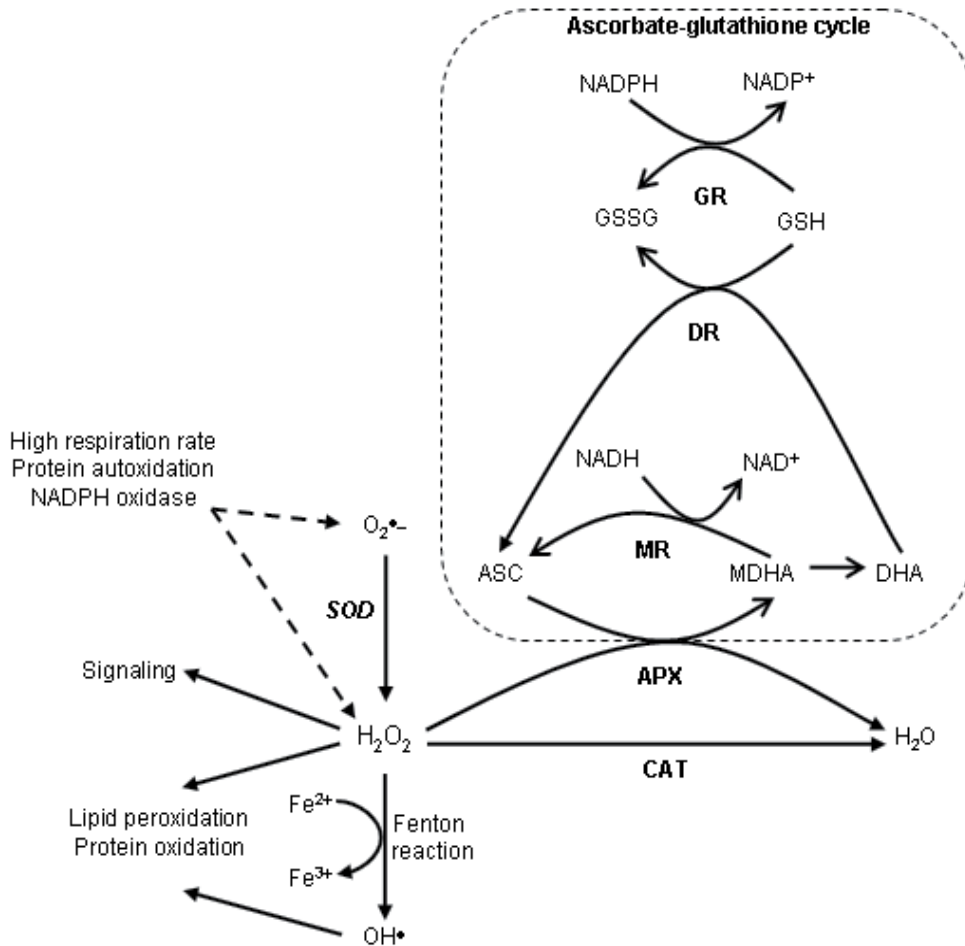 Ascorbate-glutathione cycle
NADPH
NADP⁺
GR
GSSG
GSH
DR
High respiration rate
Protein autoxidation
NADPH oxidase
NADH
NAD⁺
O₂•–
MR
ASC
MDHA
DHA
SOD
Signaling
APX
H₂O₂
H₂O
CAT
Lipid peroxidation
Protein oxidation
Fe²⁺
Fenton
reaction
Fe³⁺
OH•